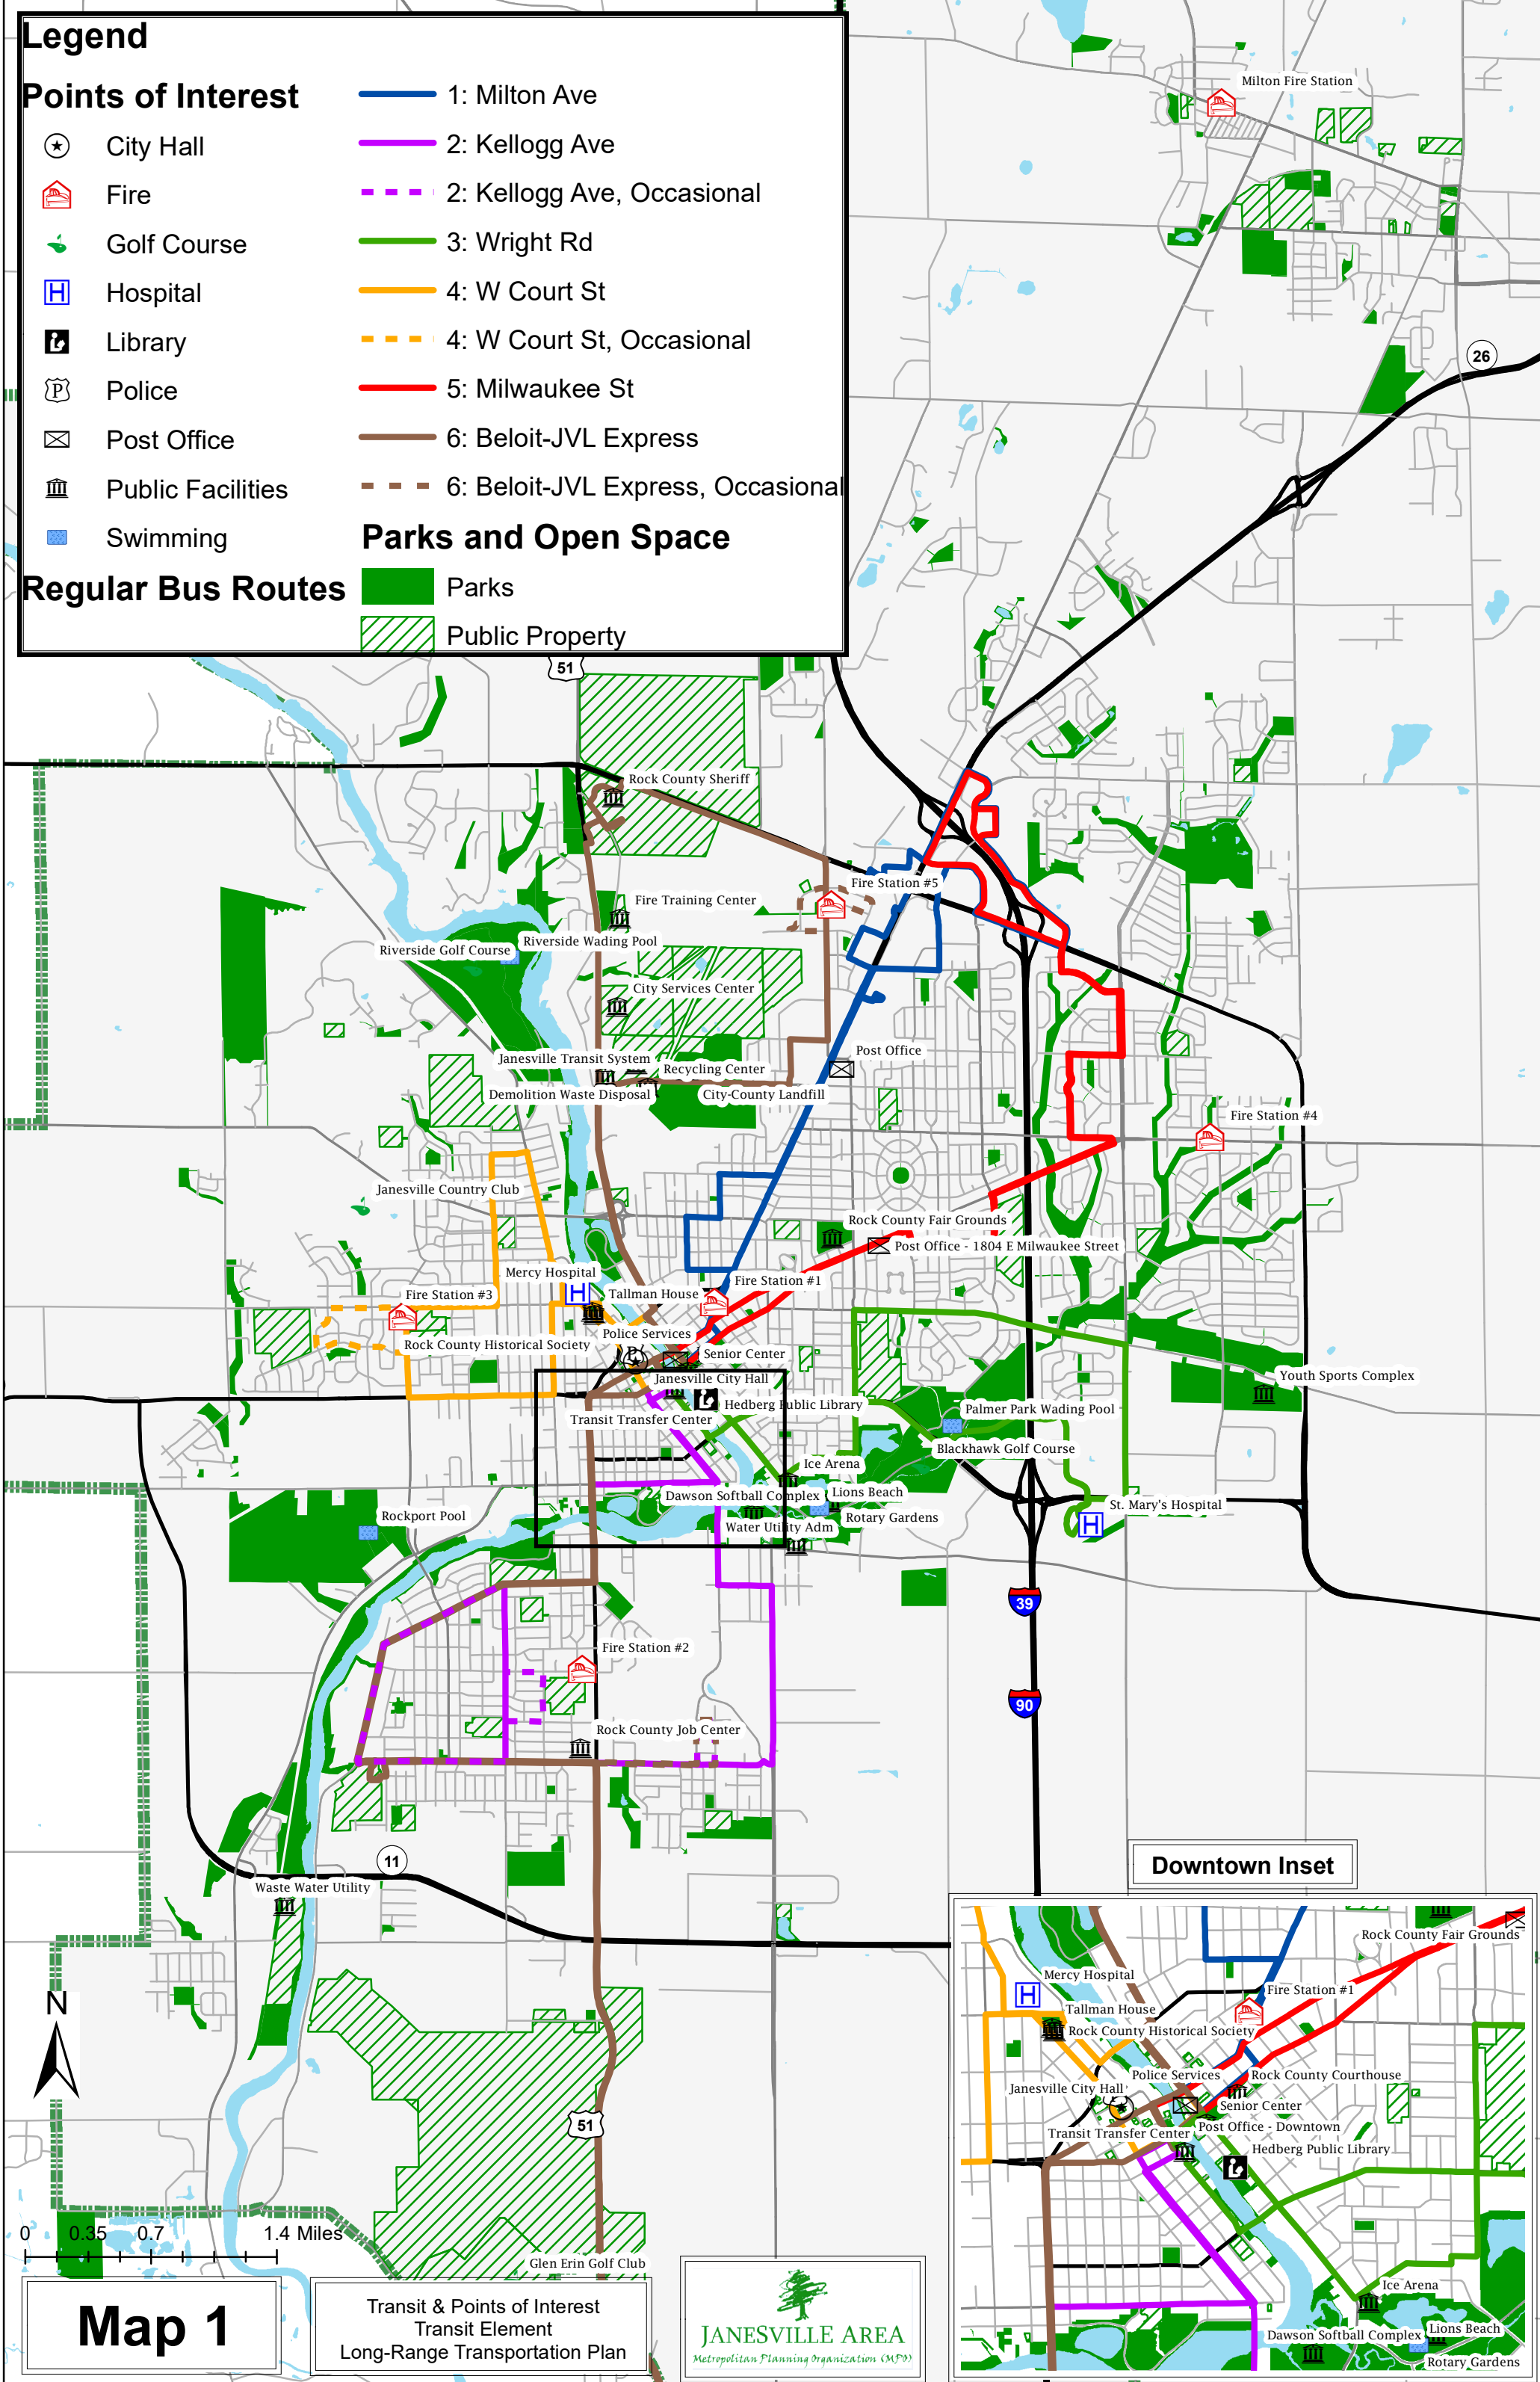 Legend
Points of Interest
City Hall
Fire
Golf Course
Hospital
Library
Police
Post Office
Public Facilities
Swimming
Regular Bus Routes
1: Milton Ave
2: Kellogg Ave
2: Kellogg Ave, Occasional
3: Wright Rd
4: W Court St
4: W Court St, Occasional
5: Milwaukee St
6: Beloit-JVL Express
6: Beloit-JVL Express, Occasional
Parks and Open Space
Parks
Public Property
Milton Fire Station
26
51
Rock County Sheriff
Fire Station #5
Fire Training Center
Riverside Wading Pool
Riverside Golf Course
City Services Center
Post Office
Janesville Transit System
Recycling Center
Demolition Waste Disposal
City-County Landfill
Fire Station #4
Janesville Country Club
Rock County Fair Grounds
Post Office - 1804 E Milwaukee Street
Mercy Hospital
Fire Station #1
Fire Station #3
Tallman House
Police Services
Rock County Historical Society
Senior Center
Janesville City Hall
Youth Sports Complex
Hedberg Public Library
Palmer Park Wading Pool
Transit Transfer Center
Blackhawk Golf Course
Ice Arena
Dawson Softball Complex
Lions Beach
St. Mary's Hospital
Rockport Pool
Rotary Gardens
Water Utility Adm
39
Fire Station #2
90
Rock County Job Center
11
Waste Water Utility
Downtown Inset
Rock County Fair Grounds
Mercy Hospital
Fire Station #1
Tallman House
Rock County Historical Society
Police Services
Rock County Courthouse
Janesville City Hall
Senior Center
Post Office - Downtown
Transit Transfer Center
Hedberg Public Library
Ice Arena
Lions Beach
Dawson Softball Complex
Rotary Gardens
N
51
0 0.35 0.7 1.4 Miles
Glen Erin Golf Club
Map 1
Transit & Points of Interest
Transit Element
Long-Range Transportation Plan
JANESVILLE AREA
Metropolitan Planning Organization (MPO)